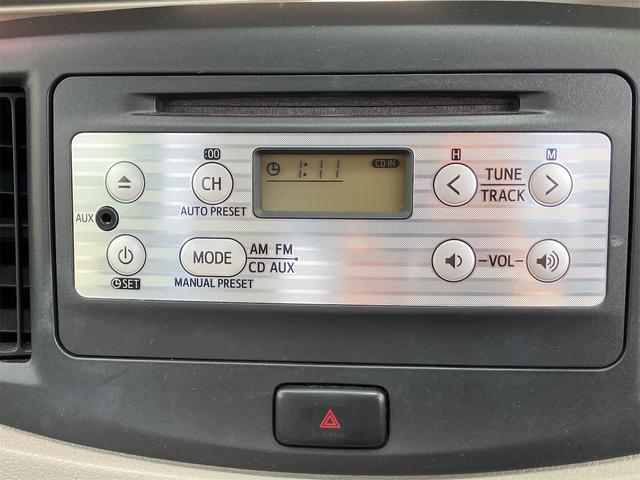 :00
CH
AUTO PRESET
1:11
CD IN
H
TUNE
TRACK
M
AUX
SET
MODE
AM FM
CD AUX
MANUAL PRESET
-VOL-